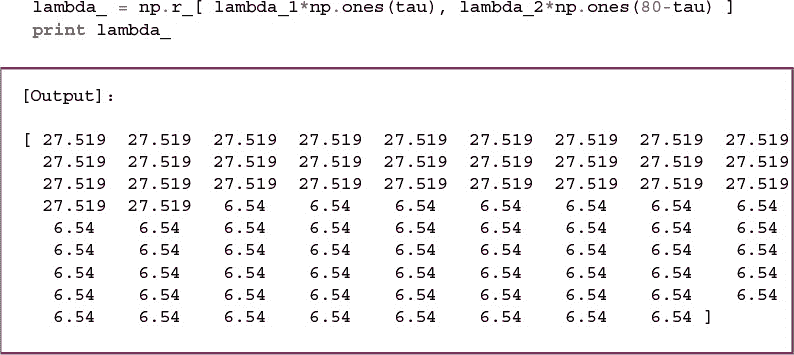 lambda_ = np.r_[ lambda_1*np.ones(tau), lambda_2*np.ones(80-tau) ]
print lambda_
[Output]:
[ 27.519 27.519 27.519 27.519 27.519 27.519 27.519 27.519 27.519
27.519 27.519 27.519 27.519 27.519 27.519 27.519 27.519 27.519
27.519 27.519 27.519 27.519 27.519 27.519 27.519 27.519 27.519
27.519 27.519 6.54 6.54 6.54 6.54 6.54 6.54 6.54
6.54 6.54 6.54 6.54 6.54 6.54 6.54 6.54 6.54
6.54 6.54 6.54 6.54 6.54 6.54 6.54 6.54 6.54
6.54 6.54 6.54 6.54 6.54 6.54 6.54 6.54 6.54
6.54 6.54 6.54 6.54 6.54 6.54 6.54 6.54 6.54
6.54 6.54 6.54 6.54 6.54 6.54 6.54 6.54 ]